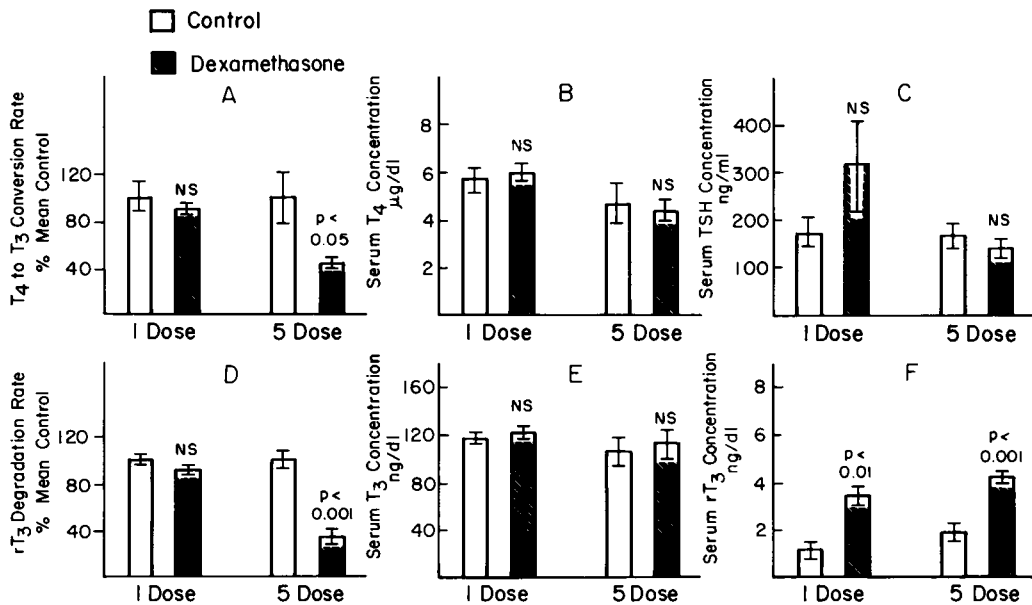 Control
Dexamethasone
A
T4 to T3 Conversion Rate
% Mean Control
120
80
40
NS
p <
0.05
1 Dose
5 Dose
B
Serum T4 Concentration
μg/dl
8
6
4
2
NS
NS
1 Dose
5 Dose
C
Serum TSH Concentration
ng/ml
400
300
200
100
NS
NS
1 Dose
5 Dose
D
rT3 Degradation Rate
% Mean Control
120
80
40
NS
p <
0.001
1 Dose
5 Dose
E
Serum T3 Concentration
ng/dl
160
120
80
40
NS
NS
1 Dose
5 Dose
F
Serum rT3 Concentration
ng/dl
8
6
4
2
p <
0.01
p <
0.001
1 Dose
5 Dose